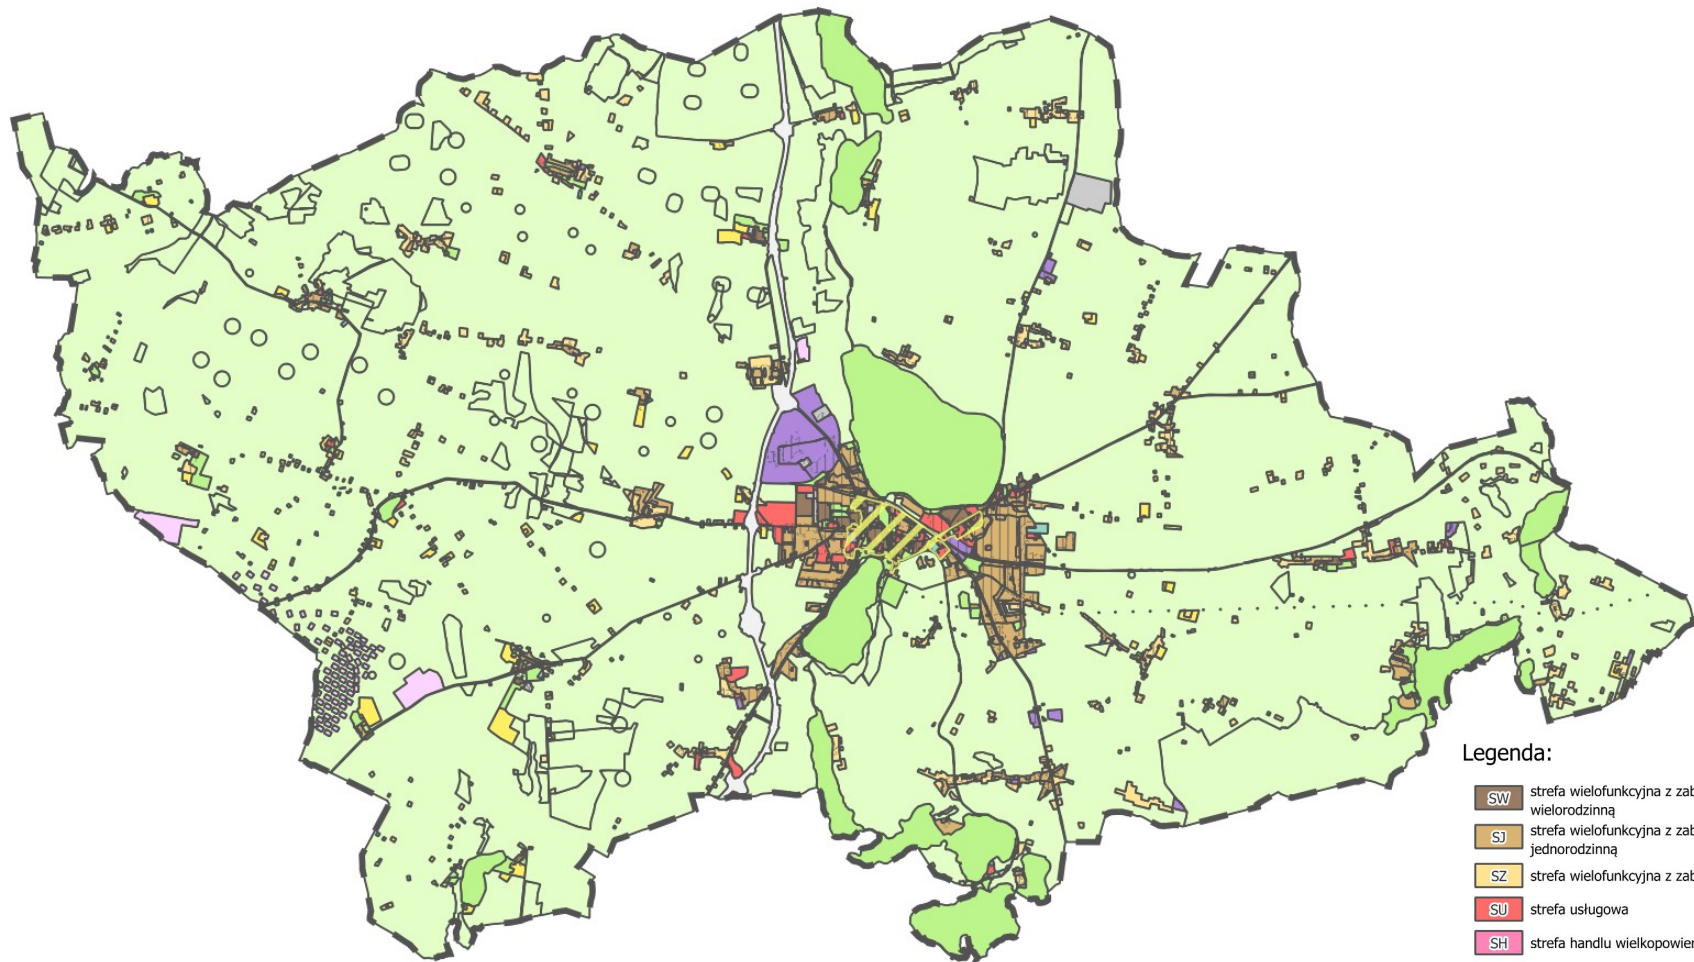 Legenda:
SW strefa wielofunkcyjna z zab
wielorodzinną
SJ strefa wielofunkcyjna z zab
jednorodzinną
SZ strefa wielofunkcyjna z zab
SU strefa usługowa
SH strefa handlu wielkopowier